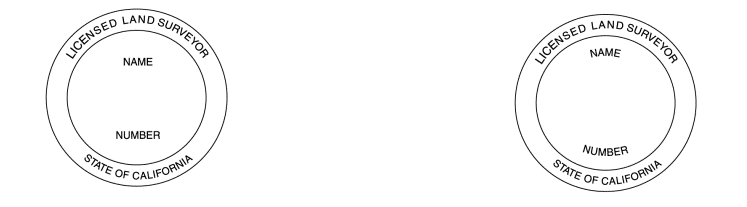 LICENSED LAND SURVEYOR
NAME
NUMBER
STATE OF CALIFORNIA
LICENSED LAND SURVEYOR
NAME
NUMBER
STATE OF CALIFORNIA